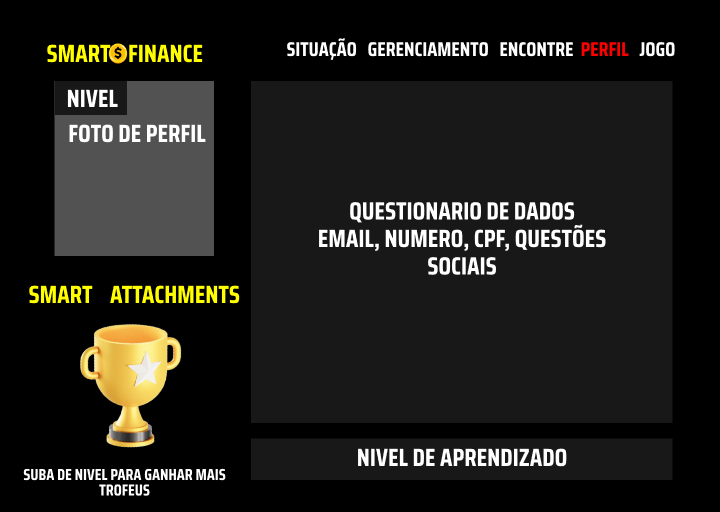 SMART FINANCE
SITUAÇÃO GERENCIAMENTO ENCONTRE PERFIL JOGO
NIVEL
FOTO DE PERFIL
QUESTIONARIO DE DADOS
EMAIL, NUMERO, CPF, QUESTÕES
SOCIAIS
SMART ATTACHMENTS
SUBA DE NIVEL PARA GANHAR MAIS
TROFEUS
NIVEL DE APRENDIZADO